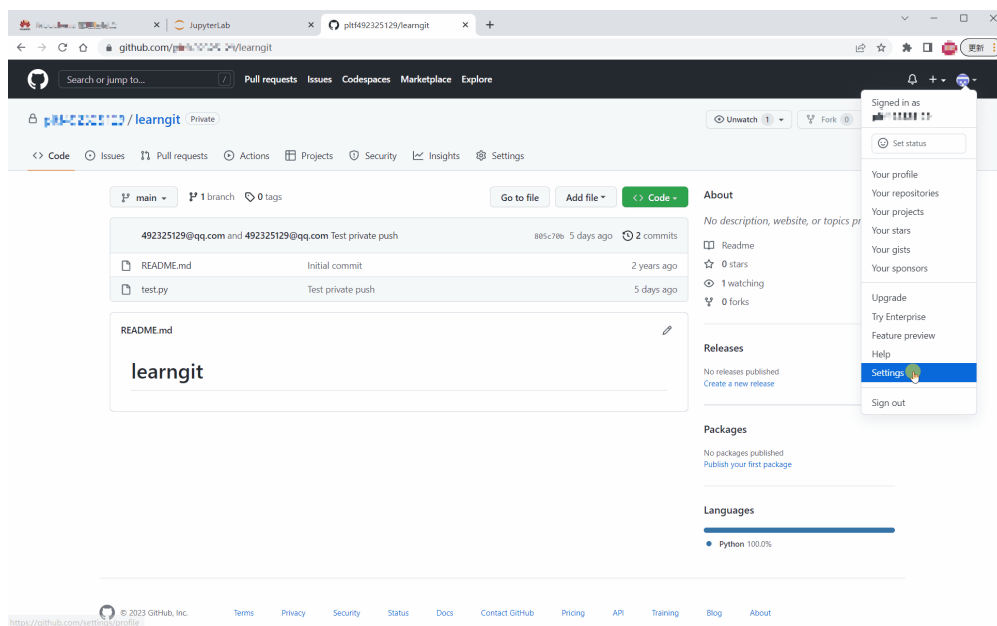 JupyterLab
pltf492325129/learngit
github.com/ /learngit
更新
Search or jump to... /
Pull requests Issues Codespaces Marketplace Explore
Signed in as
Set status
Your profile
Your repositories
Your projects
Your stars
Your gists
Your sponsors
Upgrade
Try Enterprise
Feature preview
Help
Settings
Sign out
/ learngit Private
Unwatch 1 Fork 0
Code Issues Pull requests Actions Projects Security Insights Settings
main 1 branch 0 tags Go to file Add file Code
492325129@qq.com and 492325129@qq.com Test private push 805c70b 5 days ago 2 commits
README.md Initial commit 2 years ago
test.py Test private push 5 days ago
README.md
learngit
About
No description, website, or topics
Readme
0 stars
1 watching
0 forks
Releases
No releases published
Create a new release
Packages
No packages published
Publish your first package
Languages
Python 100.0%
© 2023 GitHub, Inc. Terms Privacy Security Status Docs Contact GitHub Pricing API Training Blog About
https://github.com/settings/profile